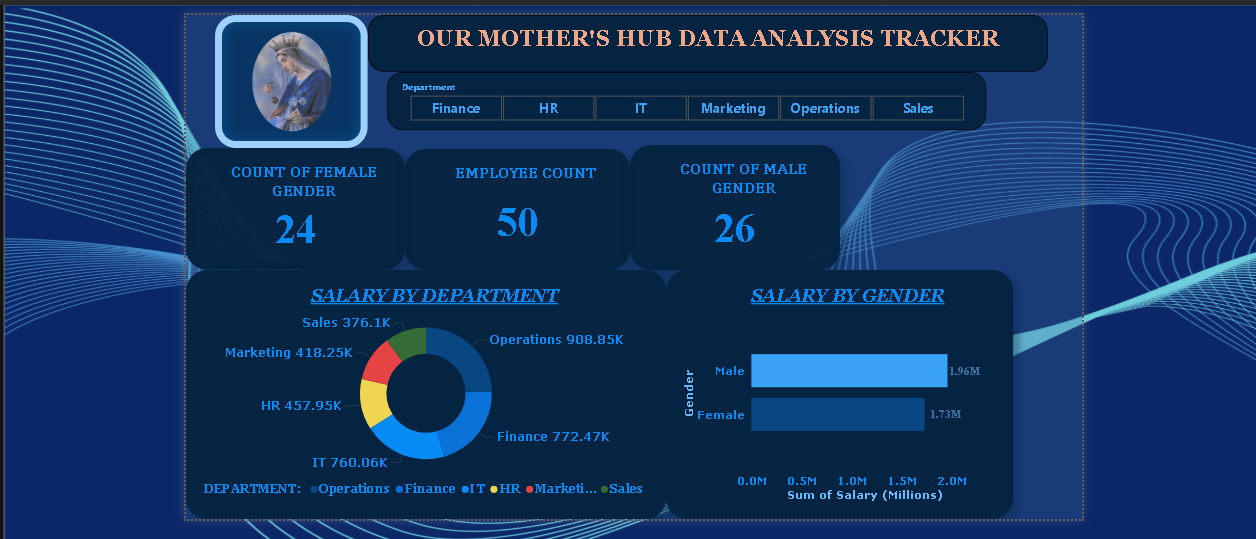 OUR MOTHER'S HUB DATA ANALYSIS TRACKER
Department
Finance
HR
IT
Marketing
Operations
Sales
COUNT OF FEMALE
GENDER
24
EMPLOYEE COUNT
50
COUNT OF MALE
GENDER
26
SALARY BY DEPARTMENT
Sales 376.1K
Operations 908.85K
Marketing 418.25K
HR 457.95K
Finance 772.47K
IT 760.06K
DEPARTMENT: Operations Finance IT HR Marketi... Sales
SALARY BY GENDER
Gender
Male
1.96M
Female
1.73M
0.0M 0.5M 1.0M 1.5M 2.0M
Sum of Salary (Millions)